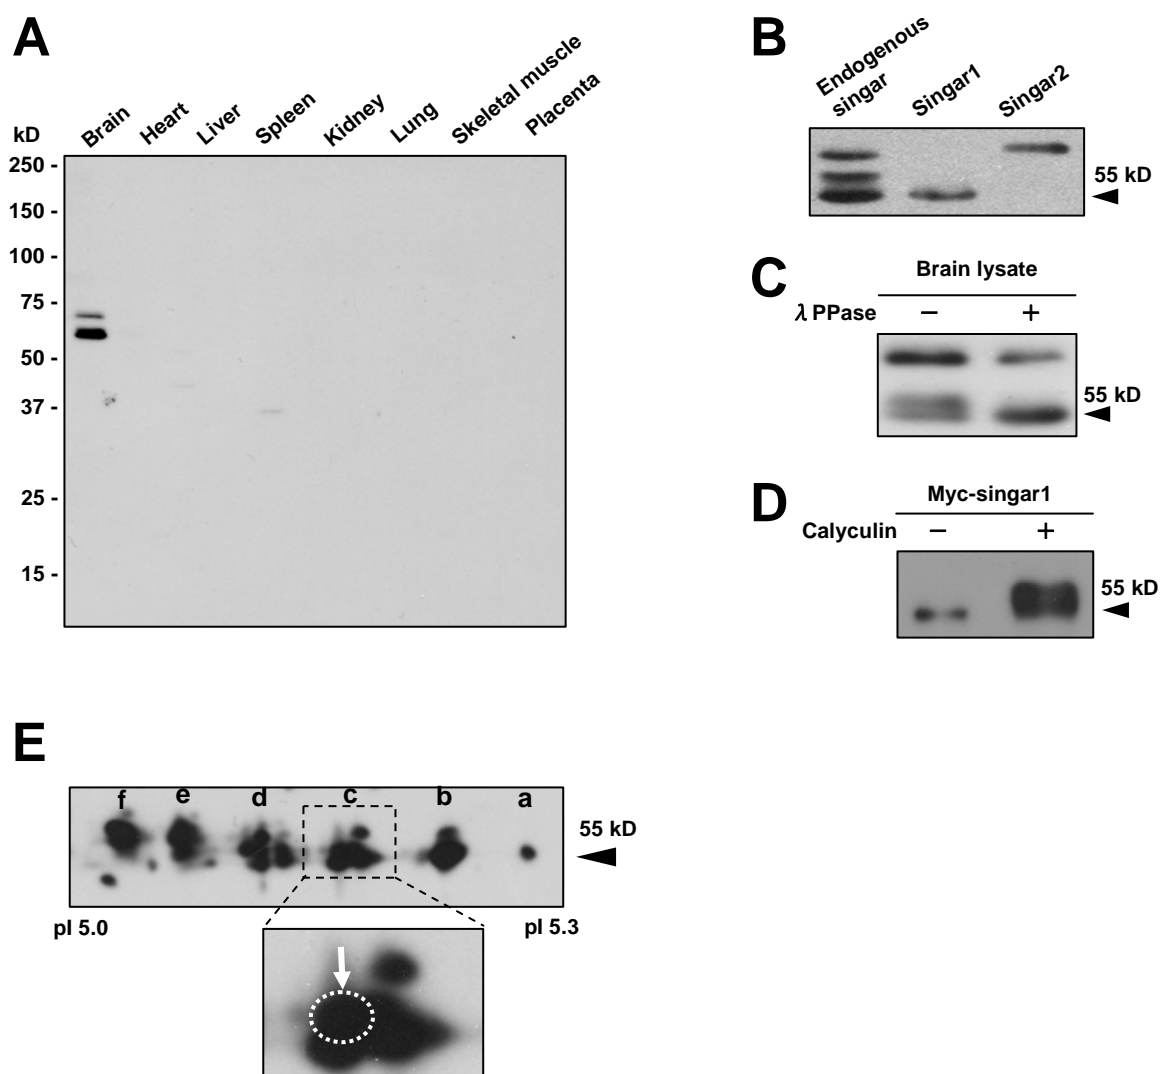 A
kD
Brain
Heart
Liver
Spleen
Kidney
Lung
Skeletal muscle
Placenta
250 -
150 -
100 -
75 -
50 -
37 -
25 -
15 -
B
Endogenous
singar
Singar1
Singar2
55 kD
C
Brain lysate
λ PPase
− +
55 kD
D
Myc-singar1
Calyculin − +
55 kD
E
f e d c b a
55 kD
pI 5.0 pI 5.3